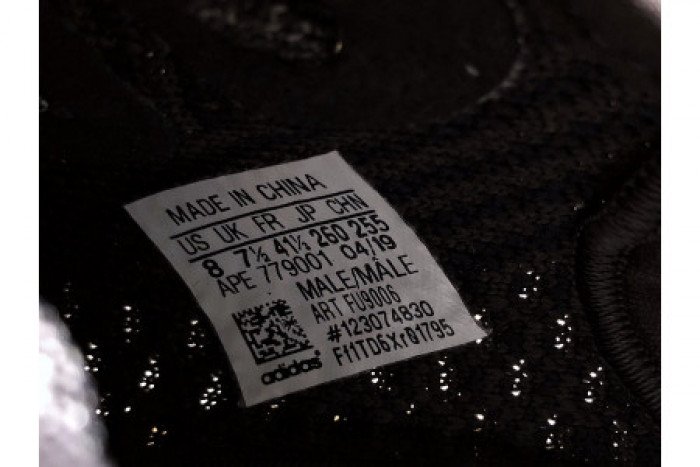 MADE IN CHINA
US UK FR JP CHN
8 7½ 41⅓ 260 255
APE 779001 04/19
MALE/MÂLE
ART FU9006
#123074830
adidas